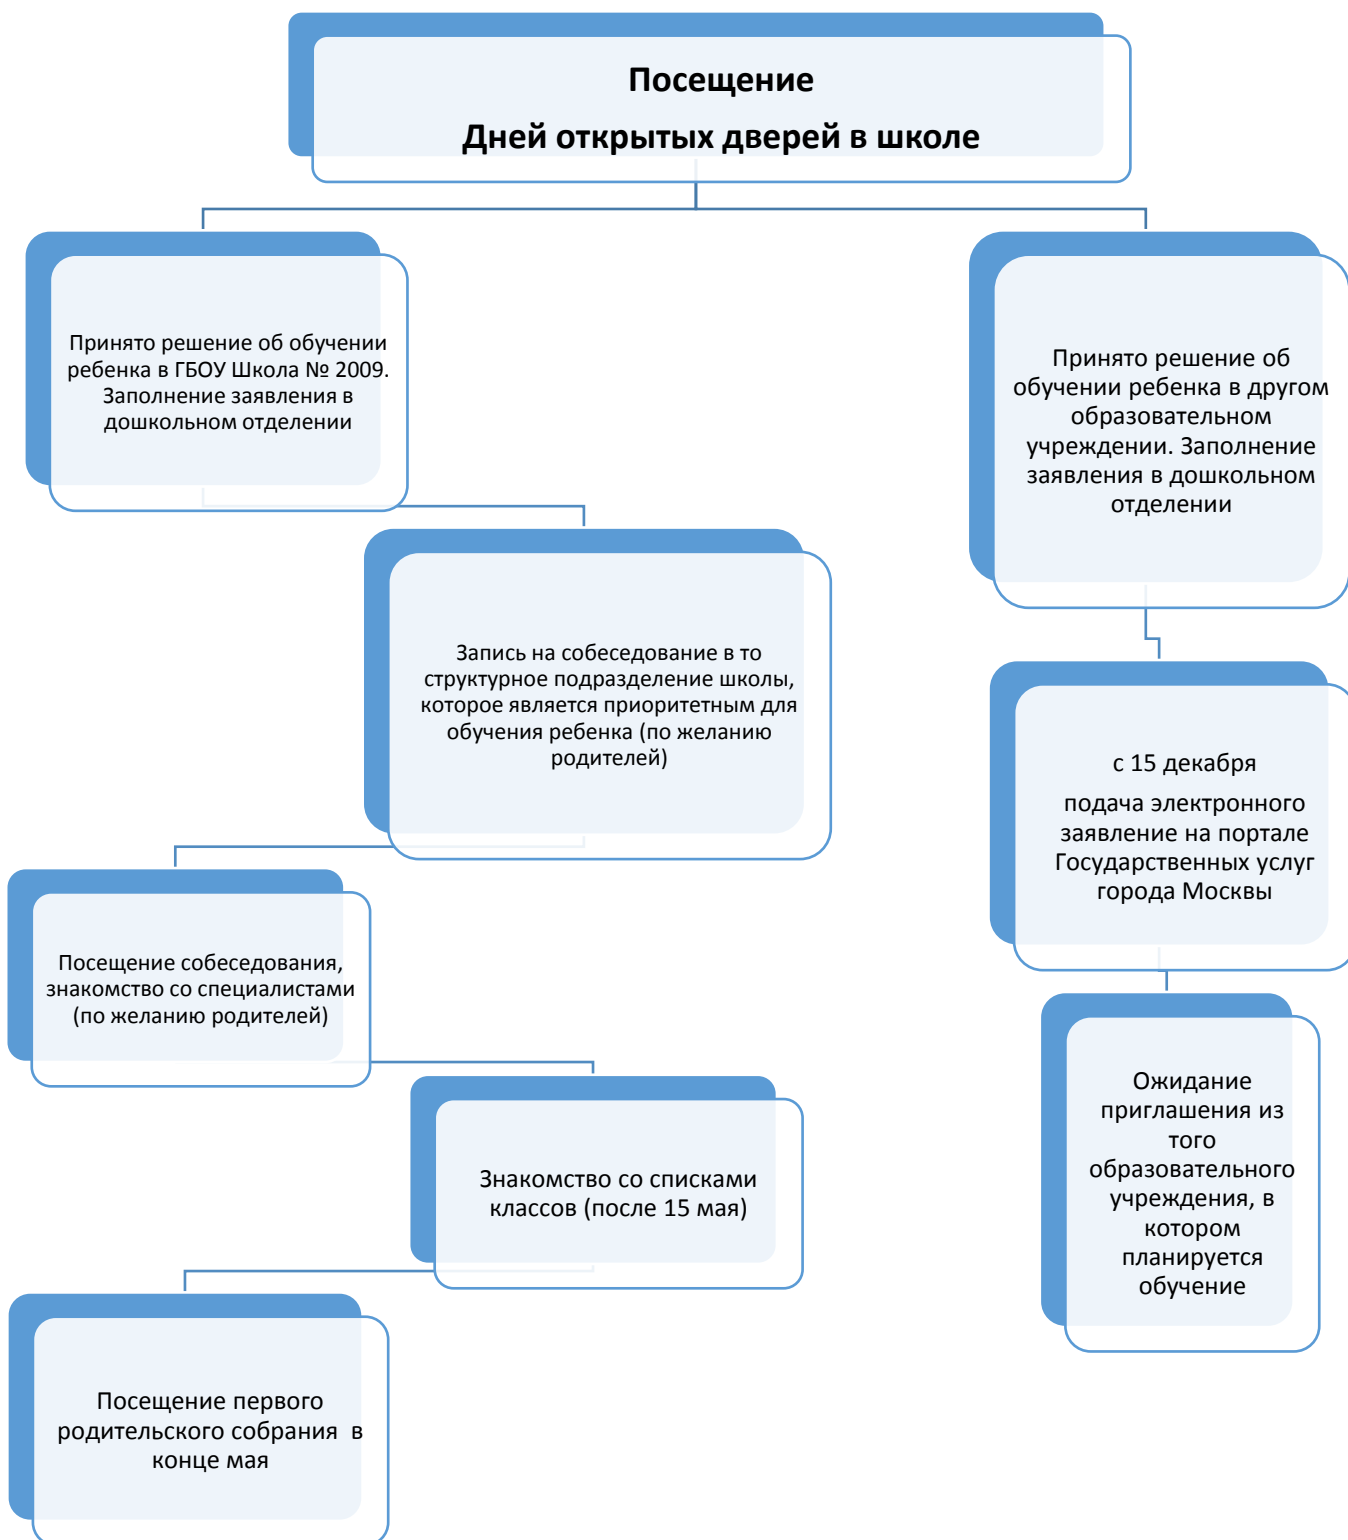 Посещение
Дней открытых дверей в школе
Принято решение об обучении
ребенка в ГБОУ Школа № 2009.
Заполнение заявления в
дошкольном отделении
Принято решение об
обучении ребенка в другом
образовательном
учреждении. Заполнение
заявления в дошкольном
отделении
Запись на собеседование в то
структурное подразделение школы,
которое является приоритетным для
обучения ребенка (по желанию
родителей)
с 15 декабря
подача электронного
заявление на портале
Государственных услуг
города Москвы
Посещение собеседования,
знакомство со специалистами
(по желанию родителей)
Ожидание
приглашения из
того
образовательного
учреждения, в
котором
планируется
обучение
Знакомство со списками
классов (после 15 мая)
Посещение первого
родительского собрания в
конце мая